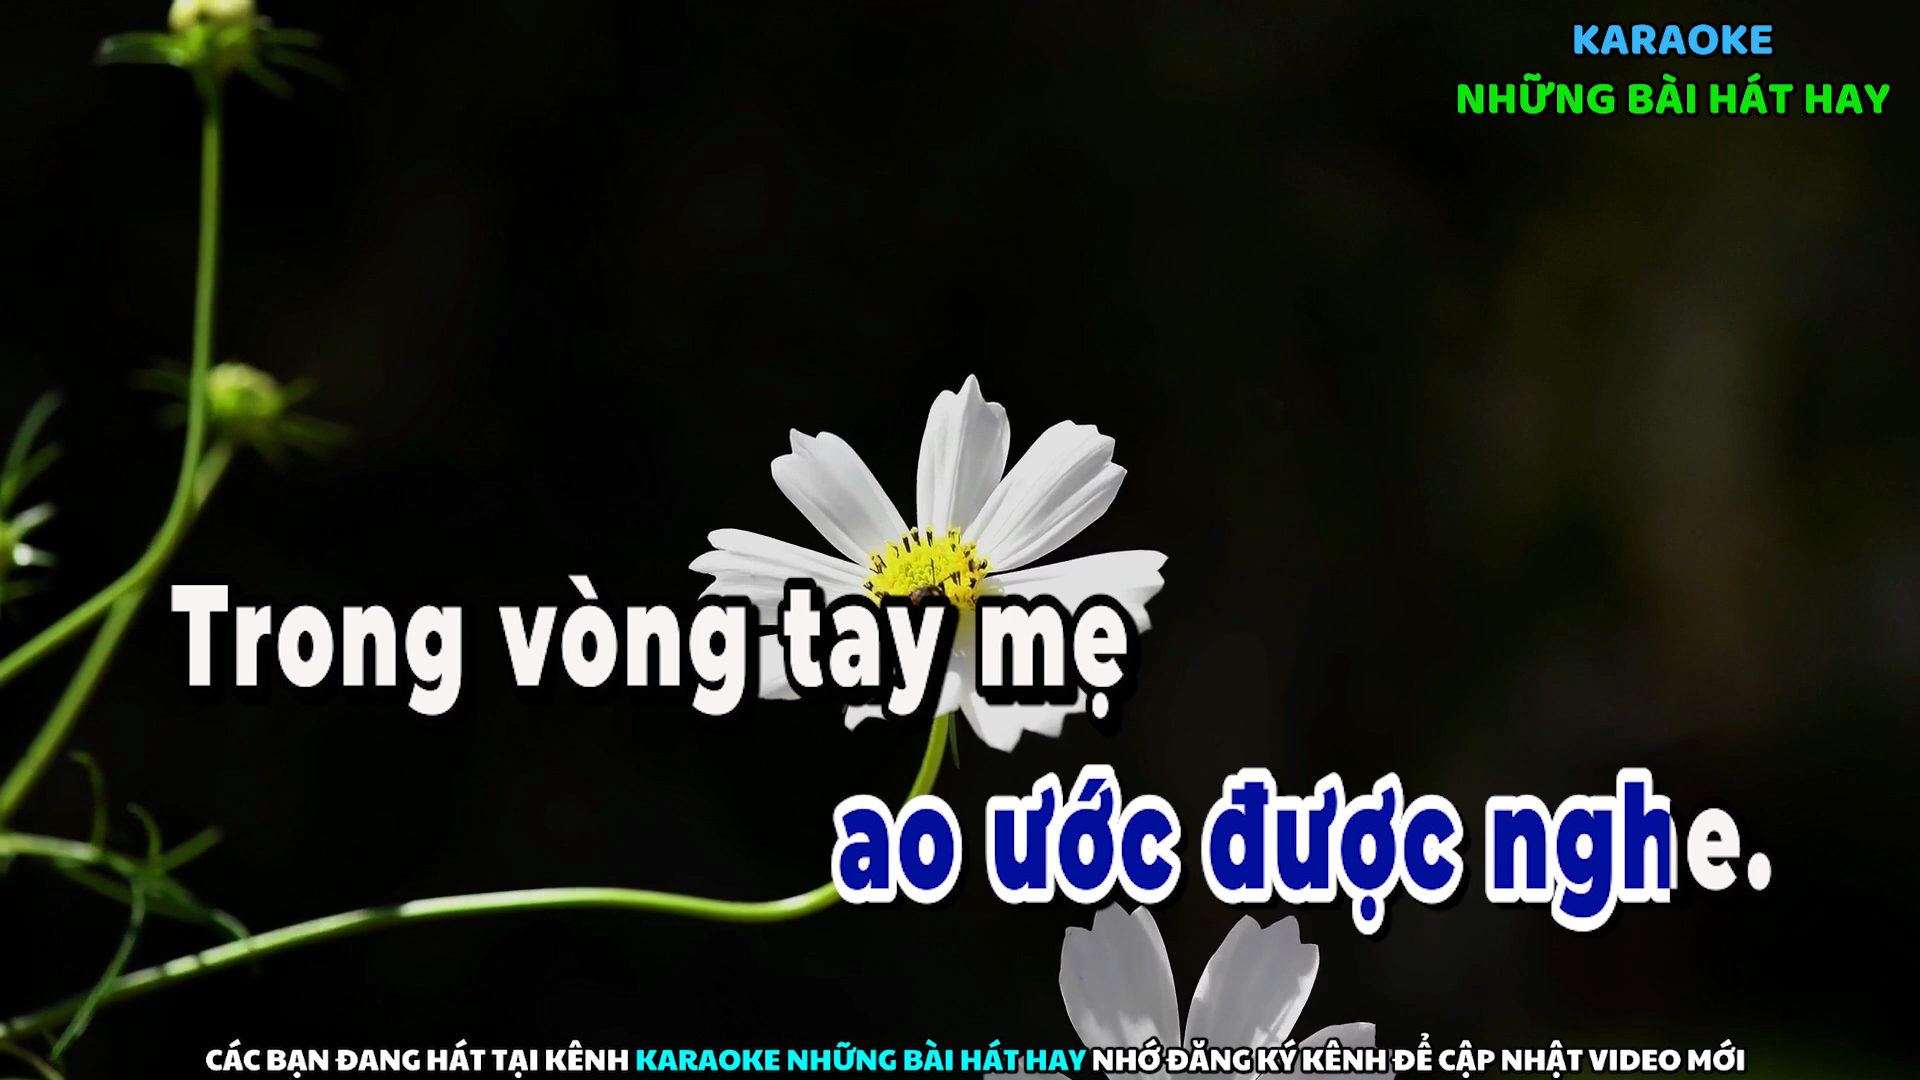 KARAOKE
NHỮNG BÀI HÁT HAY
Trong vòng tay mẹ
ao ước được nghe.
CÁC BẠN ĐANG HÁT TẠI KÊNH KARAOKE NHỮNG BÀI HÁT HAY NHỚ ĐĂNG KÝ KÊNH ĐỂ CẬP NHẬT VIDEO MỚI